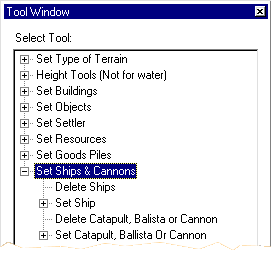 Tool Window
Select Tool:
Set Type of Terrain
Height Tools (Not for water)
Set Buildings
Set Objects
Set Settler
Set Resources
Set Goods Piles
Set Ships & Cannons
Delete Ships
Set Ship
Delete Catapult, Balista Or Cannon
Set Catapult, Ballista Or Cannon